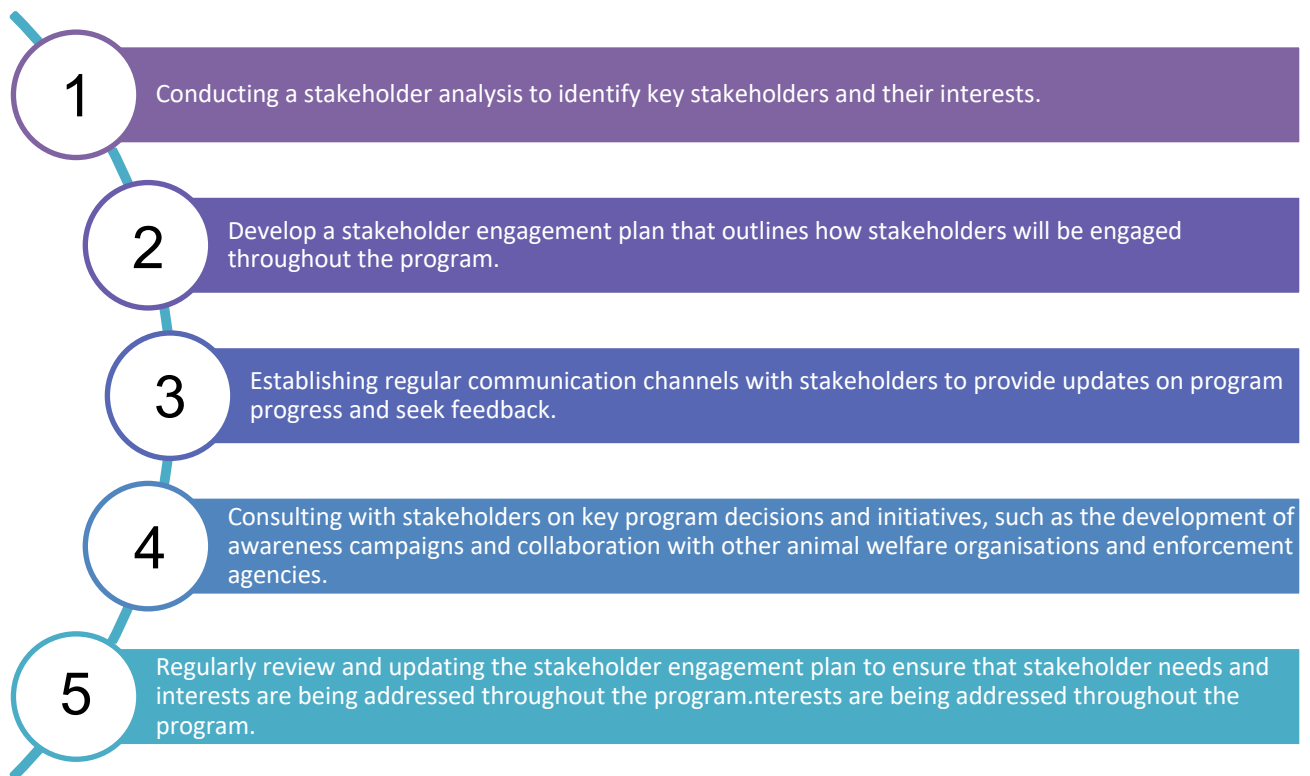 1
Conducting a stakeholder analysis to identify key stakeholders and their interests.
2
Develop a stakeholder engagement plan that outlines how stakeholders will be engaged
throughout the program.
3
Establishing regular communication channels with stakeholders to provide updates on program
progress and seek feedback.
4
Consulting with stakeholders on key program decisions and initiatives, such as the development of
awareness campaigns and collaboration with other animal welfare organisations and enforcement
agencies.
5
Regularly review and updating the stakeholder engagement plan to ensure that stakeholder needs and
interests are being addressed throughout the program.nterests are being addressed throughout the
program.